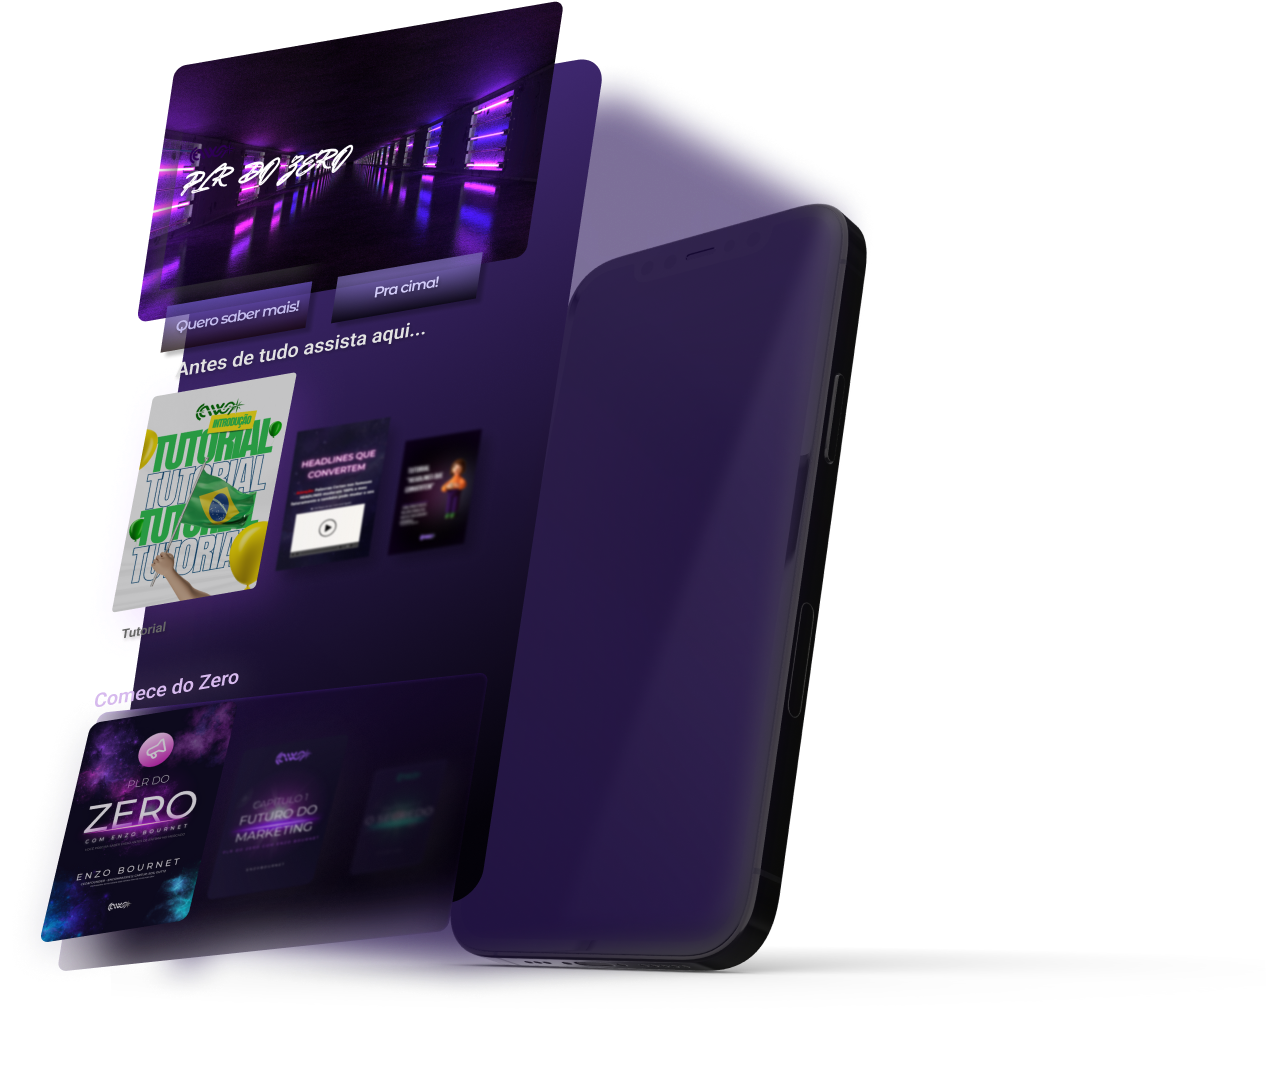 PLR DO ZERO
Quero saber mais!
Pra cima!
Antes de tudo assista aqui...
INTRODUÇÃO
TUTORIAL
TUTORIAL
TUTORIAL
TUTORIAL
HEADLINES QUE
CONVERTEM
TUTORIAL
Tutorial
Comece do Zero
PLR DO
ZERO
COM ENZO BOURNET
ENZO BOURNET
CAPÍTULO 1
FUTURO DO
MARKETING